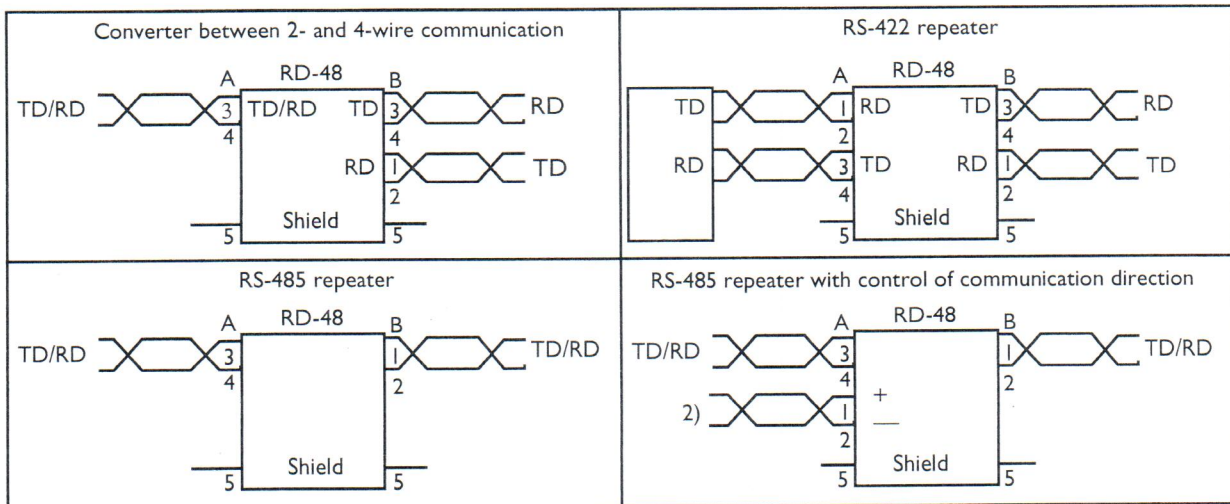 Converter between 2- and 4-wire communication
A RD-48 B
TD/RD 3 TD/RD TD 3 RD
4 4
RD 1 TD
2
Shield
5 5
RS-422 repeater
A RD-48 B
TD 1 RD TD 3 RD
2 4
RD 3 TD RD 1 TD
4 2
Shield
5 5
RS-485 repeater
A RD-48 B
TD/RD 3 1 TD/RD
4 2
Shield
5 5
RS-485 repeater with control of communication direction
A RD-48 B
TD/RD 3 1 TD/RD
4 2
2) 1 +
2 —
Shield
5 5